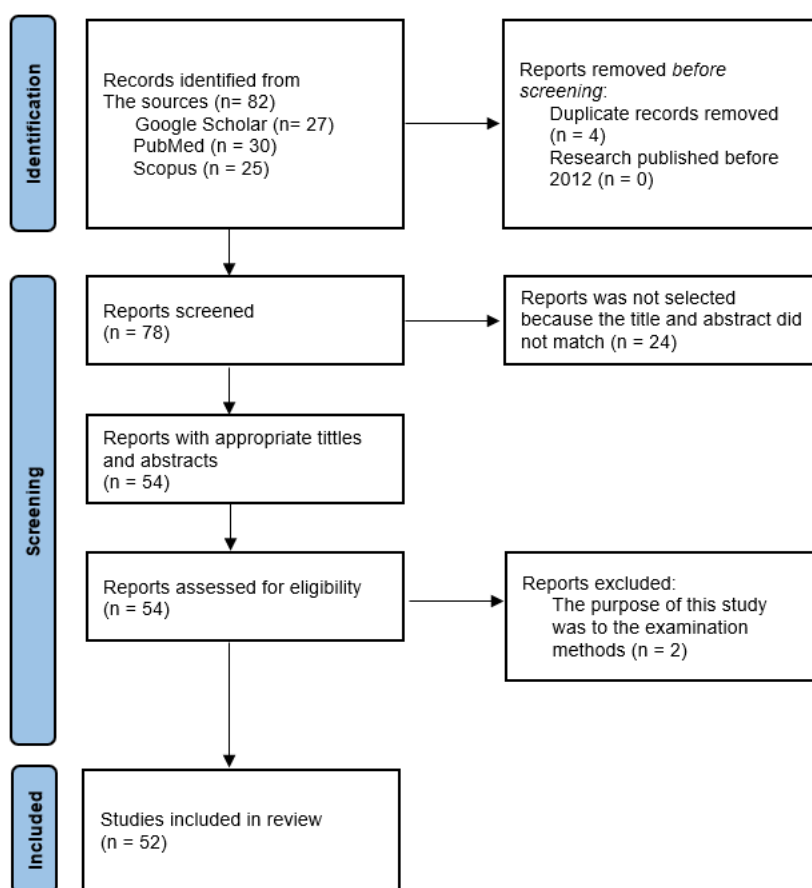 Identification
Records identified from
The sources (n= 82)
Google Scholar (n= 27)
PubMed (n = 30)
Scopus (n = 25)
Reports removed before
screening:
Duplicate records removed
(n = 4)
Research published before
2012 (n = 0)
Screening
Reports screened
(n = 78)
Reports was not selected
because the title and abstract did
not match (n = 24)
Reports with appropriate tittles
and abstracts
(n = 54)
Reports assessed for eligibility
(n = 54)
Reports excluded:
The purpose of this study
was to the examination
methods (n = 2)
Included
Studies included in review
(n = 52)